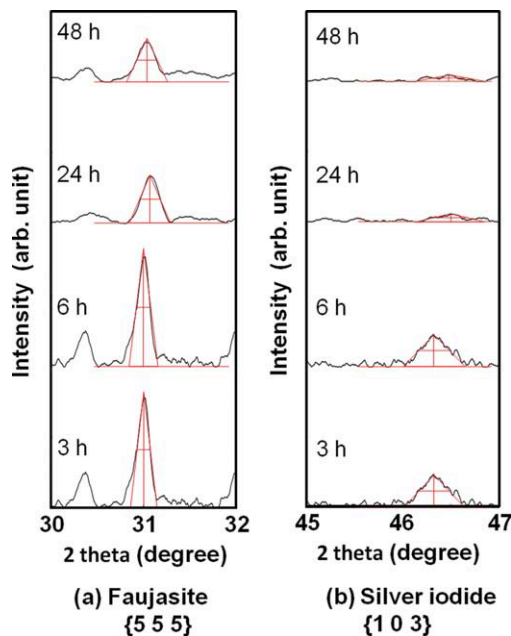 48 h
24 h
6 h
3 h
Intensity (arb. unit)
30 31 32
2 theta (degree)
(a) Faujasite
{5 5 5}
48 h
24 h
6 h
3 h
Intensity (arb. unit)
45 46 47
2 theta (degree)
(b) Silver iodide
{1 0 3}